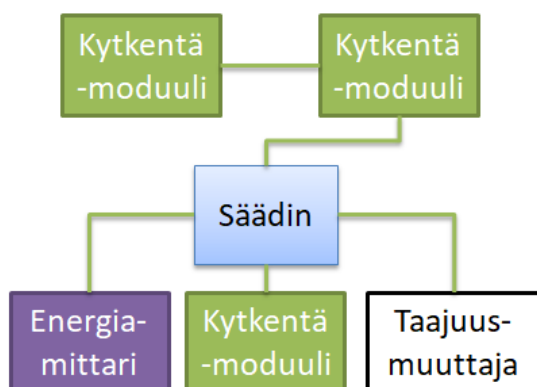 Kytkentä
-moduuli
Kytkentä
-moduuli
Säädin
Energia-
mittari
Kytkentä
-moduuli
Taajuus-
muuttaja